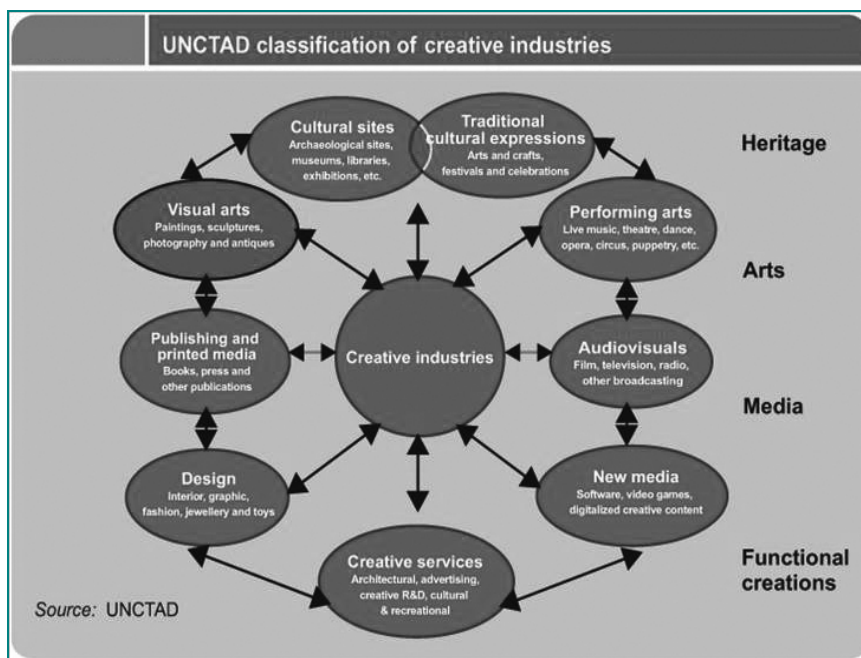 UNCTAD classification of creative industries
Cultural sites
Archaeological sites,
museums, libraries,
exhibitions, etc.
Traditional
cultural expressions
Arts and crafts,
festivals and celebrations
Heritage
Visual arts
Paintings, sculptures,
photography and antiques
Performing arts
Live music, theatre, dance,
opera, circus, puppetry, etc.
Arts
Publishing and
printed media
Books, press and
other publications
Creative industries
Audiovisuals
Film, television, radio,
other broadcasting
Media
Design
Interior, graphic,
fashion, jewellery and toys
New media
Software, video games,
digitalized creative content
Creative services
Architectural, advertising,
creative R&D, cultural
& recreational
Functional
creations
Source: UNCTAD